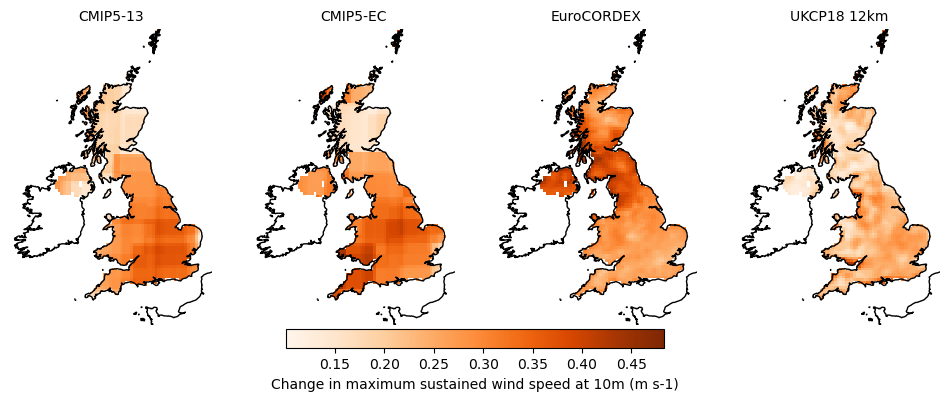 CMIP5-13 CMIP5-EC EuroCORDEX UKCP18 12km
0.15 0.20 0.25 0.30 0.35 0.40 0.45
Change in maximum sustained wind speed at 10m (m s-1)